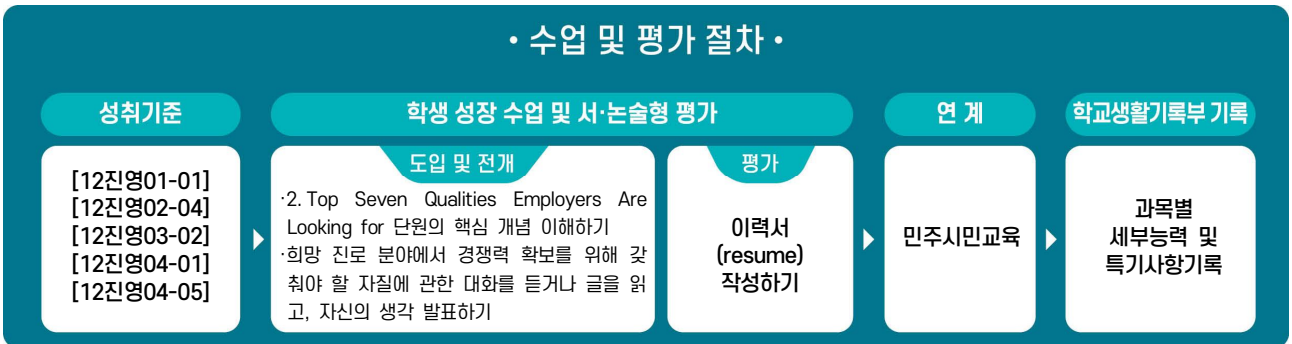 • 수업 및 평가 절차 •
성취기준
[12진영01-01]
[12진영02-04]
[12진영03-02]
[12진영04-01]
[12진영04-05]
학생 성장 수업 및 서·논술형 평가
도입 및 전개
·2. Top Seven Qualities Employers Are
Looking for 단원의 핵심 개념 이해하기
·희망 진로 분야에서 경쟁력 확보를 위해 갖
춰야 할 자질에 관한 대화를 듣거나 글을 읽
고, 자신의 생각 발표하기
평가
이력서
(resume)
작성하기
연 계
민주시민교육
학교생활기록부 기록
과목별
세부능력 및
특기사항기록